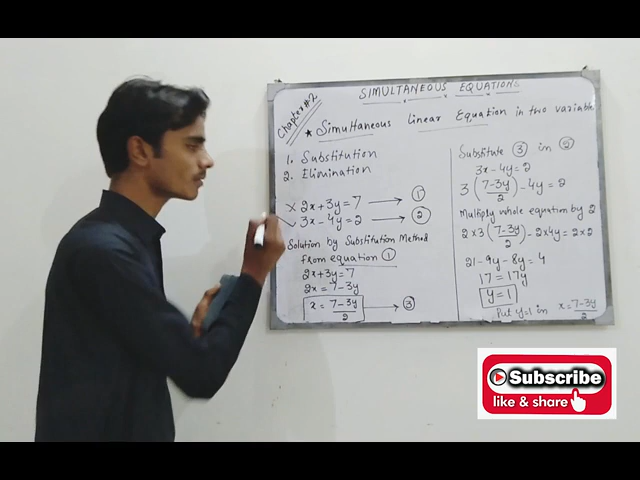 SIMULTANEOUS EQUATIONS
Chapter #2
★ Simultaneous Linear Equation in two variable
1. Substitution
2. Elimination
× 2x+3y=7 → ①
3x-4y=2 → ②
Solution by Substitution Method
from equation ①
2x+3y=7
2x = 7-3y
x = 7-3y/2 → ③
Substitute ③ in ②
3x-4y=2
3(7-3y/2)-4y=2
Multiply whole equation by 2
2×3(7-3y/2)-2×4y=2×2
21-9y-8y=4
17=17y
y=1
Put y=1 in x=7-3y/2
Subscribe
like & share